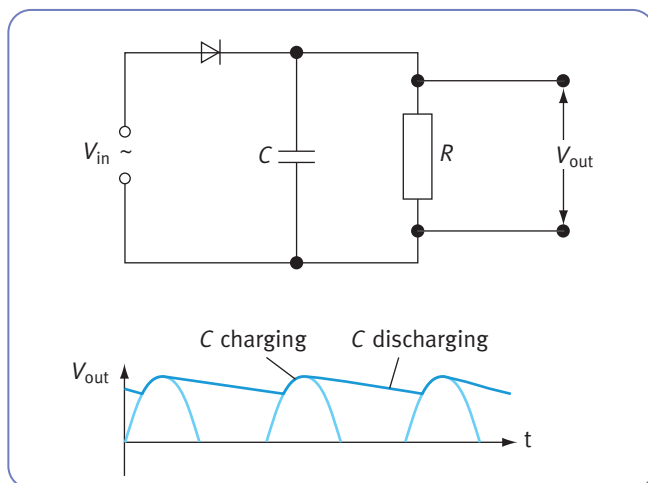 V_in ~
C
R
V_out
C charging
C discharging
V_out
t